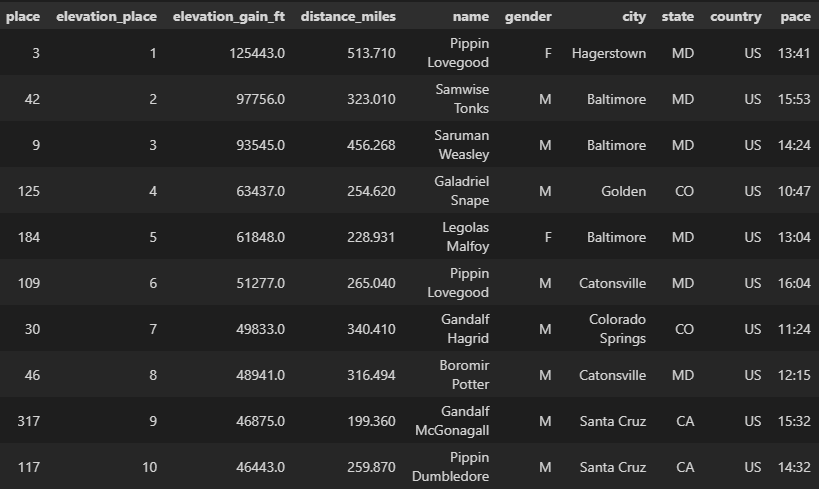 place elevation_place elevation_gain_ft distance_miles name gender city state country pace
3 1 125443.0 513.710 Pippin Lovegood F Hagerstown MD US 13:41
42 2 97756.0 323.010 Samwise Tonks M Baltimore MD US 15:53
9 3 93545.0 456.268 Saruman Weasley M Baltimore MD US 14:24
125 4 63437.0 254.620 Galadriel Snape M Golden CO US 10:47
184 5 61848.0 228.931 Legolas Malfoy F Baltimore MD US 13:04
109 6 51277.0 265.040 Pippin Lovegood M Catonsville MD US 16:04
30 7 49833.0 340.410 Gandalf Hagrid M Colorado Springs CO US 11:24
46 8 48941.0 316.494 Boromir Potter M Catonsville MD US 12:15
317 9 46875.0 199.360 Gandalf McGonagall M Santa Cruz CA US 15:32
117 10 46443.0 259.870 Pippin Dumbledore M Santa Cruz CA US 14:32